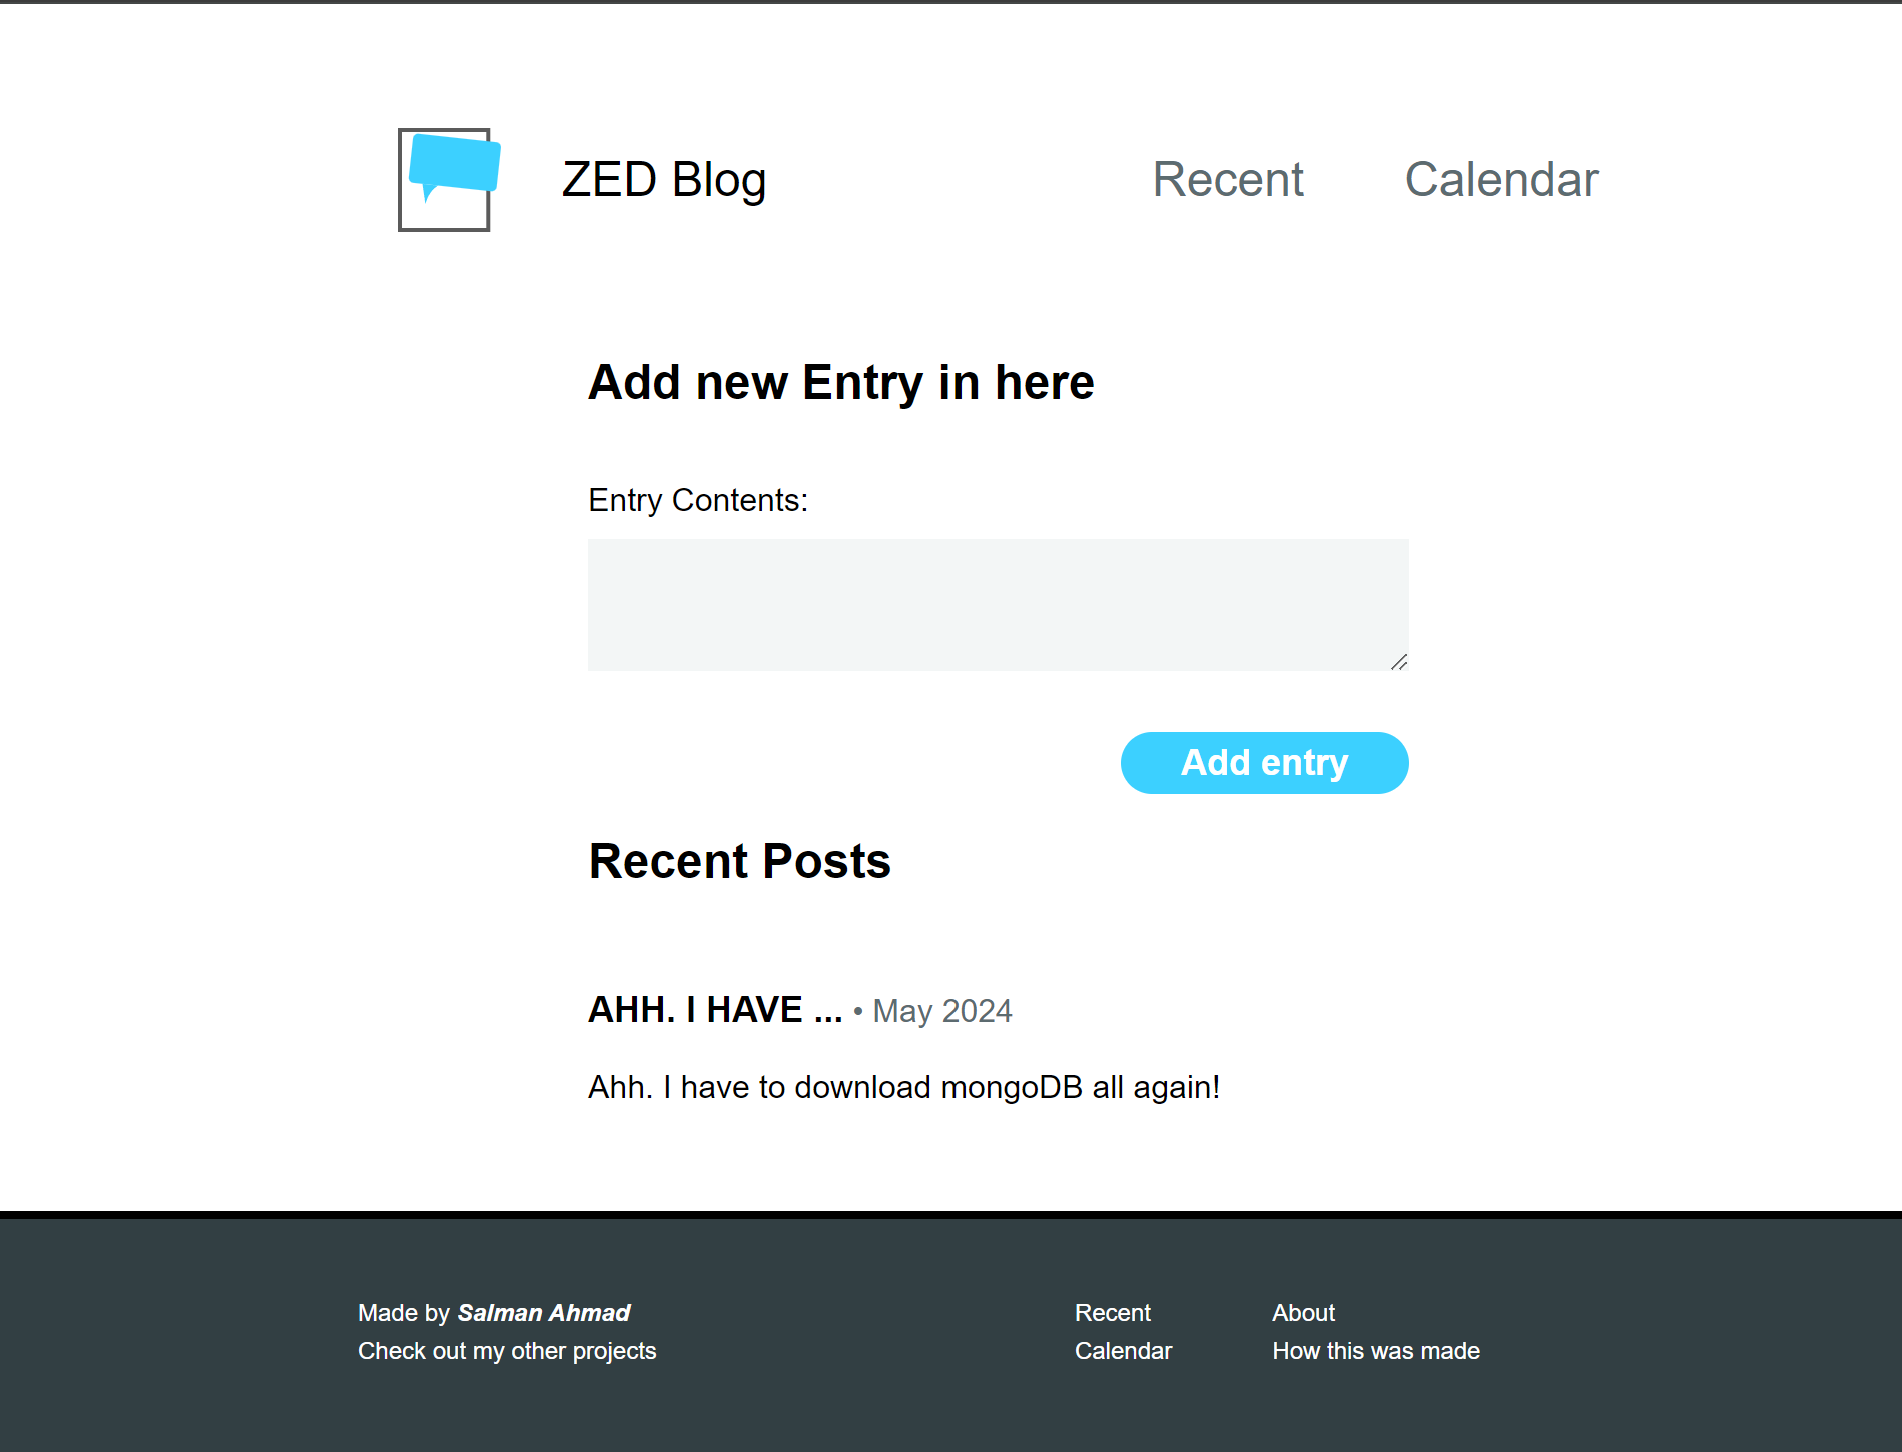 ZED Blog
Recent
Calendar
Add new Entry in here
Entry Contents:
Add entry
Recent Posts
AHH. I HAVE ... • May 2024
Ahh. I have to download mongoDB all again!
Made by Salman Ahmad
Check out my other projects
Recent
Calendar
About
How this was made